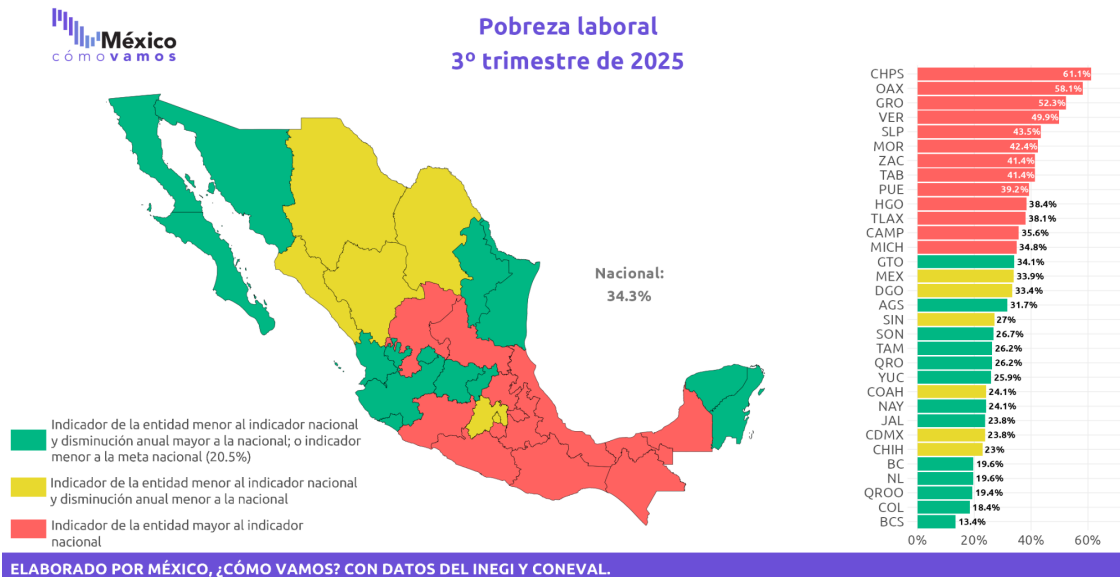 México
cómovamos
Pobreza laboral
3º trimestre de 2025
Nacional:
34.3%
Indicador de la entidad menor al indicador nacional
y disminución anual mayor a la nacional; o indicador
menor a la meta nacional (20.5%)
Indicador de la entidad menor al indicador nacional
y disminución anual menor a la nacional
Indicador de la entidad mayor al indicador
nacional
CHPS 61.1%
OAX 58.1%
GRO 52.3%
VER 49.9%
SLP 43.5%
MOR 42.4%
ZAC 41.4%
TAB 41.4%
PUE 39.2%
HGO 38.4%
TLAX 38.1%
CAMP 35.6%
MICH 34.8%
GTO 34.1%
MEX 33.9%
DGO 33.4%
AGS 31.7%
SIN 27%
SON 26.7%
TAM 26.2%
QRO 26.2%
YUC 25.9%
COAH 24.1%
NAY 24.1%
JAL 23.8%
CDMX 23.8%
CHIH 23%
BC 19.6%
NL 19.6%
QROO 19.4%
COL 18.4%
BCS 13.4%
0% 20% 40% 60%
ELABORADO POR MÉXICO, ¿CÓMO VAMOS? CON DATOS DEL INEGI Y CONEVAL.